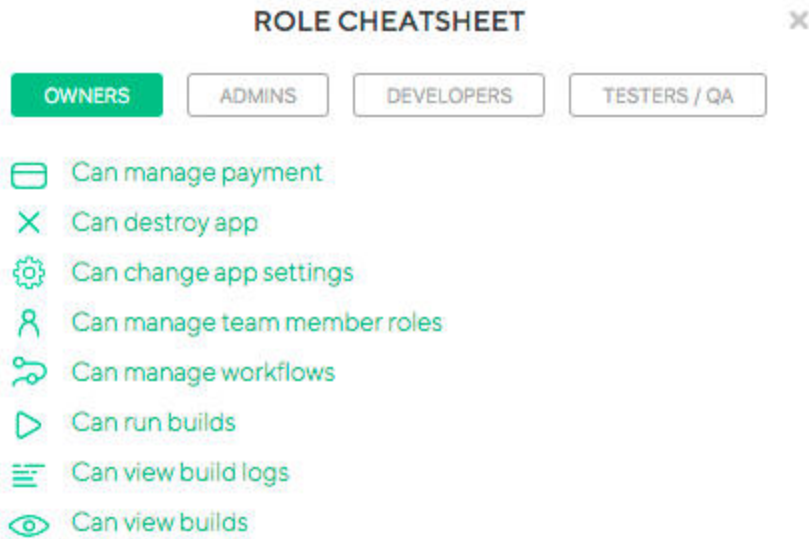 ROLE CHEATSHEET
OWNERS
ADMINS
DEVELOPERS
TESTERS / QA
Can manage payment
Can destroy app
Can change app settings
Can manage team member roles
Can manage workflows
Can run builds
Can view build logs
Can view builds